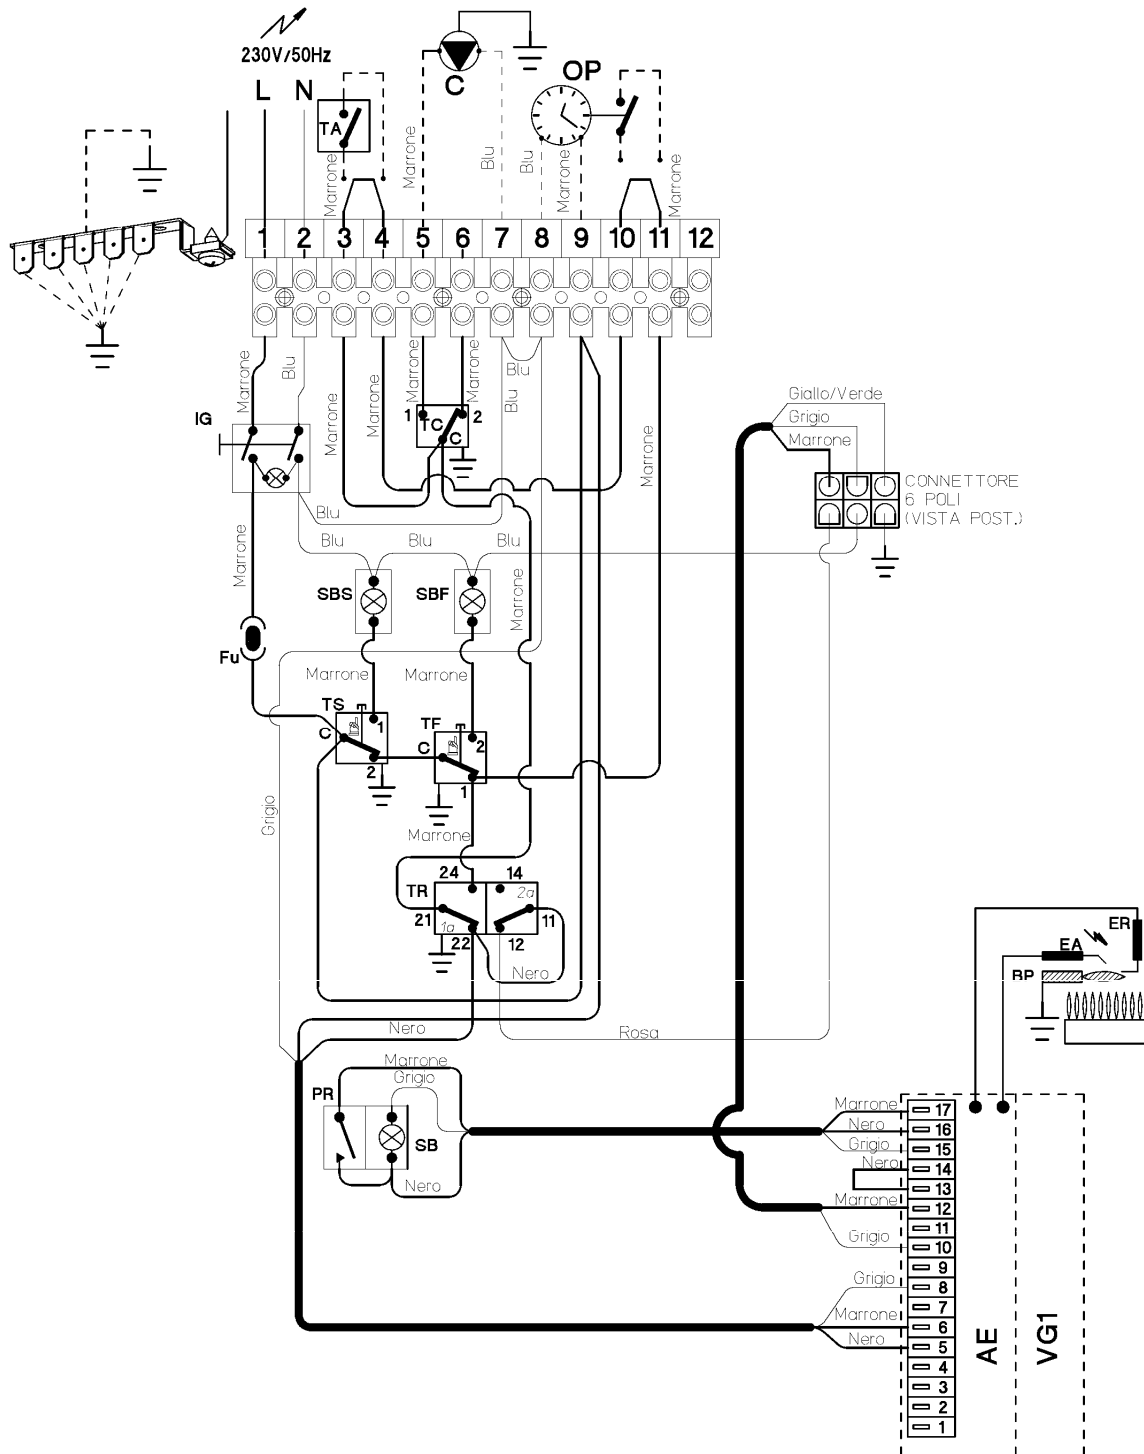 230V/50Hz
L N
TA
Marrone
C
Marrone
Blu
OP
Blu
Marrone
Marrone
1 2 3 4 5 6 7 8 9 10 11 12
Marrone
Blu
Marrone
Marrone
Marrone
Marrone
Blu
Blu
Marrone
IG
1 TC 2
C
Giallo/Verde
Grigio
Marrone
CONNETTORE
6 POLI
(VISTA POST.)
Blu
Blu
Blu
Blu
Marrone
Marrone
SBS
SBF
Fu
Marrone
Marrone
TS
1
C
2
TF
2
C
1
Grigio
Marrone
24
14
TR
2a
21
11
1a
22
12
Nero
Nero
Rosa
ER
EA
BP
Marrone
Grigio
PR
SB
Nero
Marrone 17
Nero 16
Grigio 15
Nero 14
13
Marrone 12
11
Grigio 10
9
Grigio 8
7
Marrone 6
Nero 5
4
3
2
1
AE
VG1